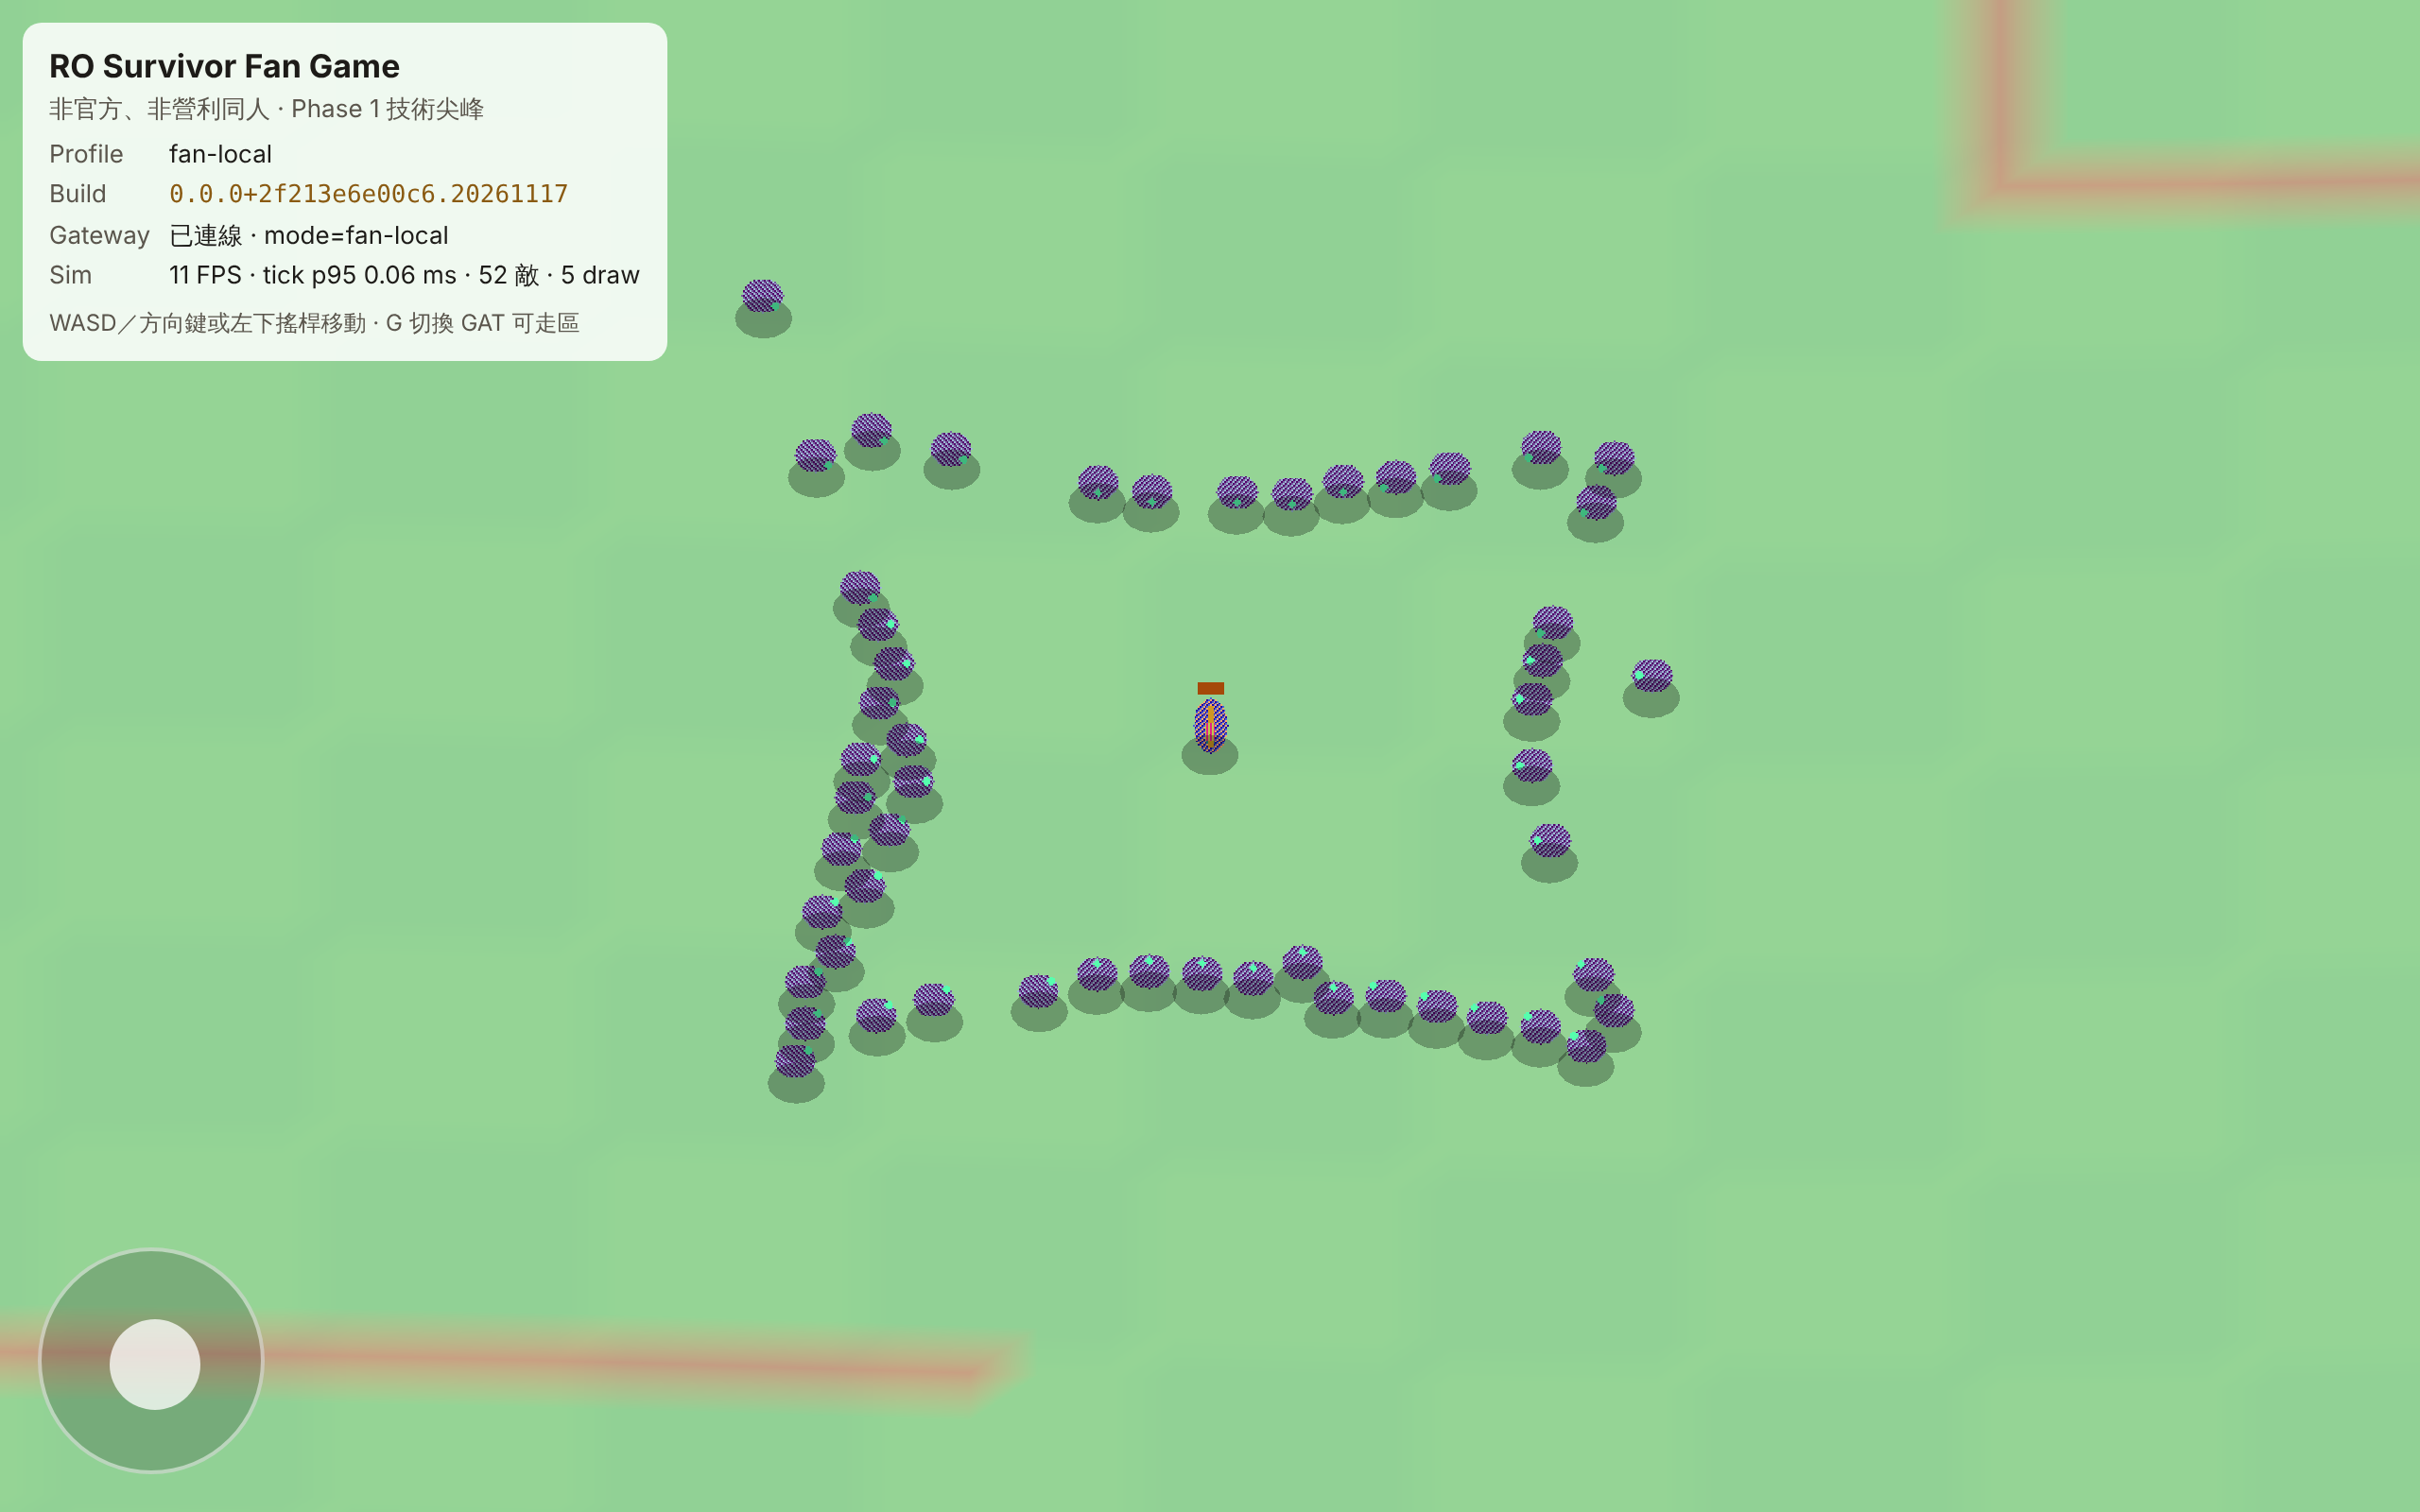 RO Survivor Fan Game
非官方、非營利同人 · Phase 1 技術尖峰
Profile fan-local
Build 0.0.0+2f213e6e00c6.20261117
Gateway 已連線 · mode=fan-local
Sim 11 FPS · tick p95 0.06 ms · 52 敵 · 5 draw
WASD／方向鍵或左下搖桿移動 · G 切換 GAT 可走區